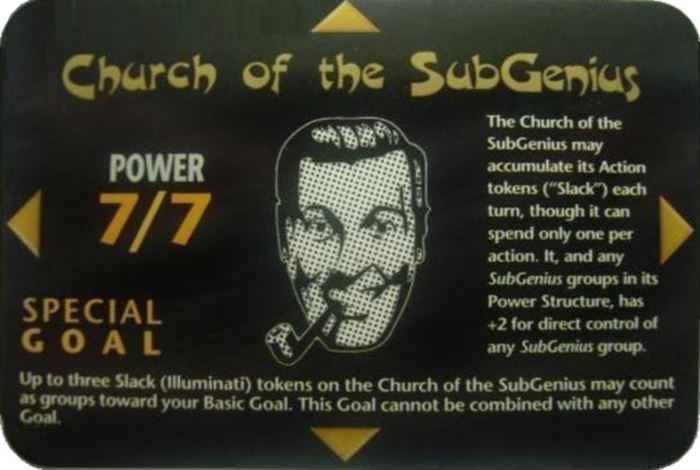 Church of the SubGenius
POWER
7/7
SPECIAL
GOAL
The Church of the
SubGenius may
accumulate its Action
tokens ("Slack") each
turn, though it can
spend only one per
action. It, and any
SubGenius groups in its
Power Structure, has
+2 for direct control of
any SubGenius group.
Up to three Slack (Illuminati) tokens on the Church of the SubGenius may count
as groups toward your Basic Goal. This Goal cannot be combined with any other
Goal.